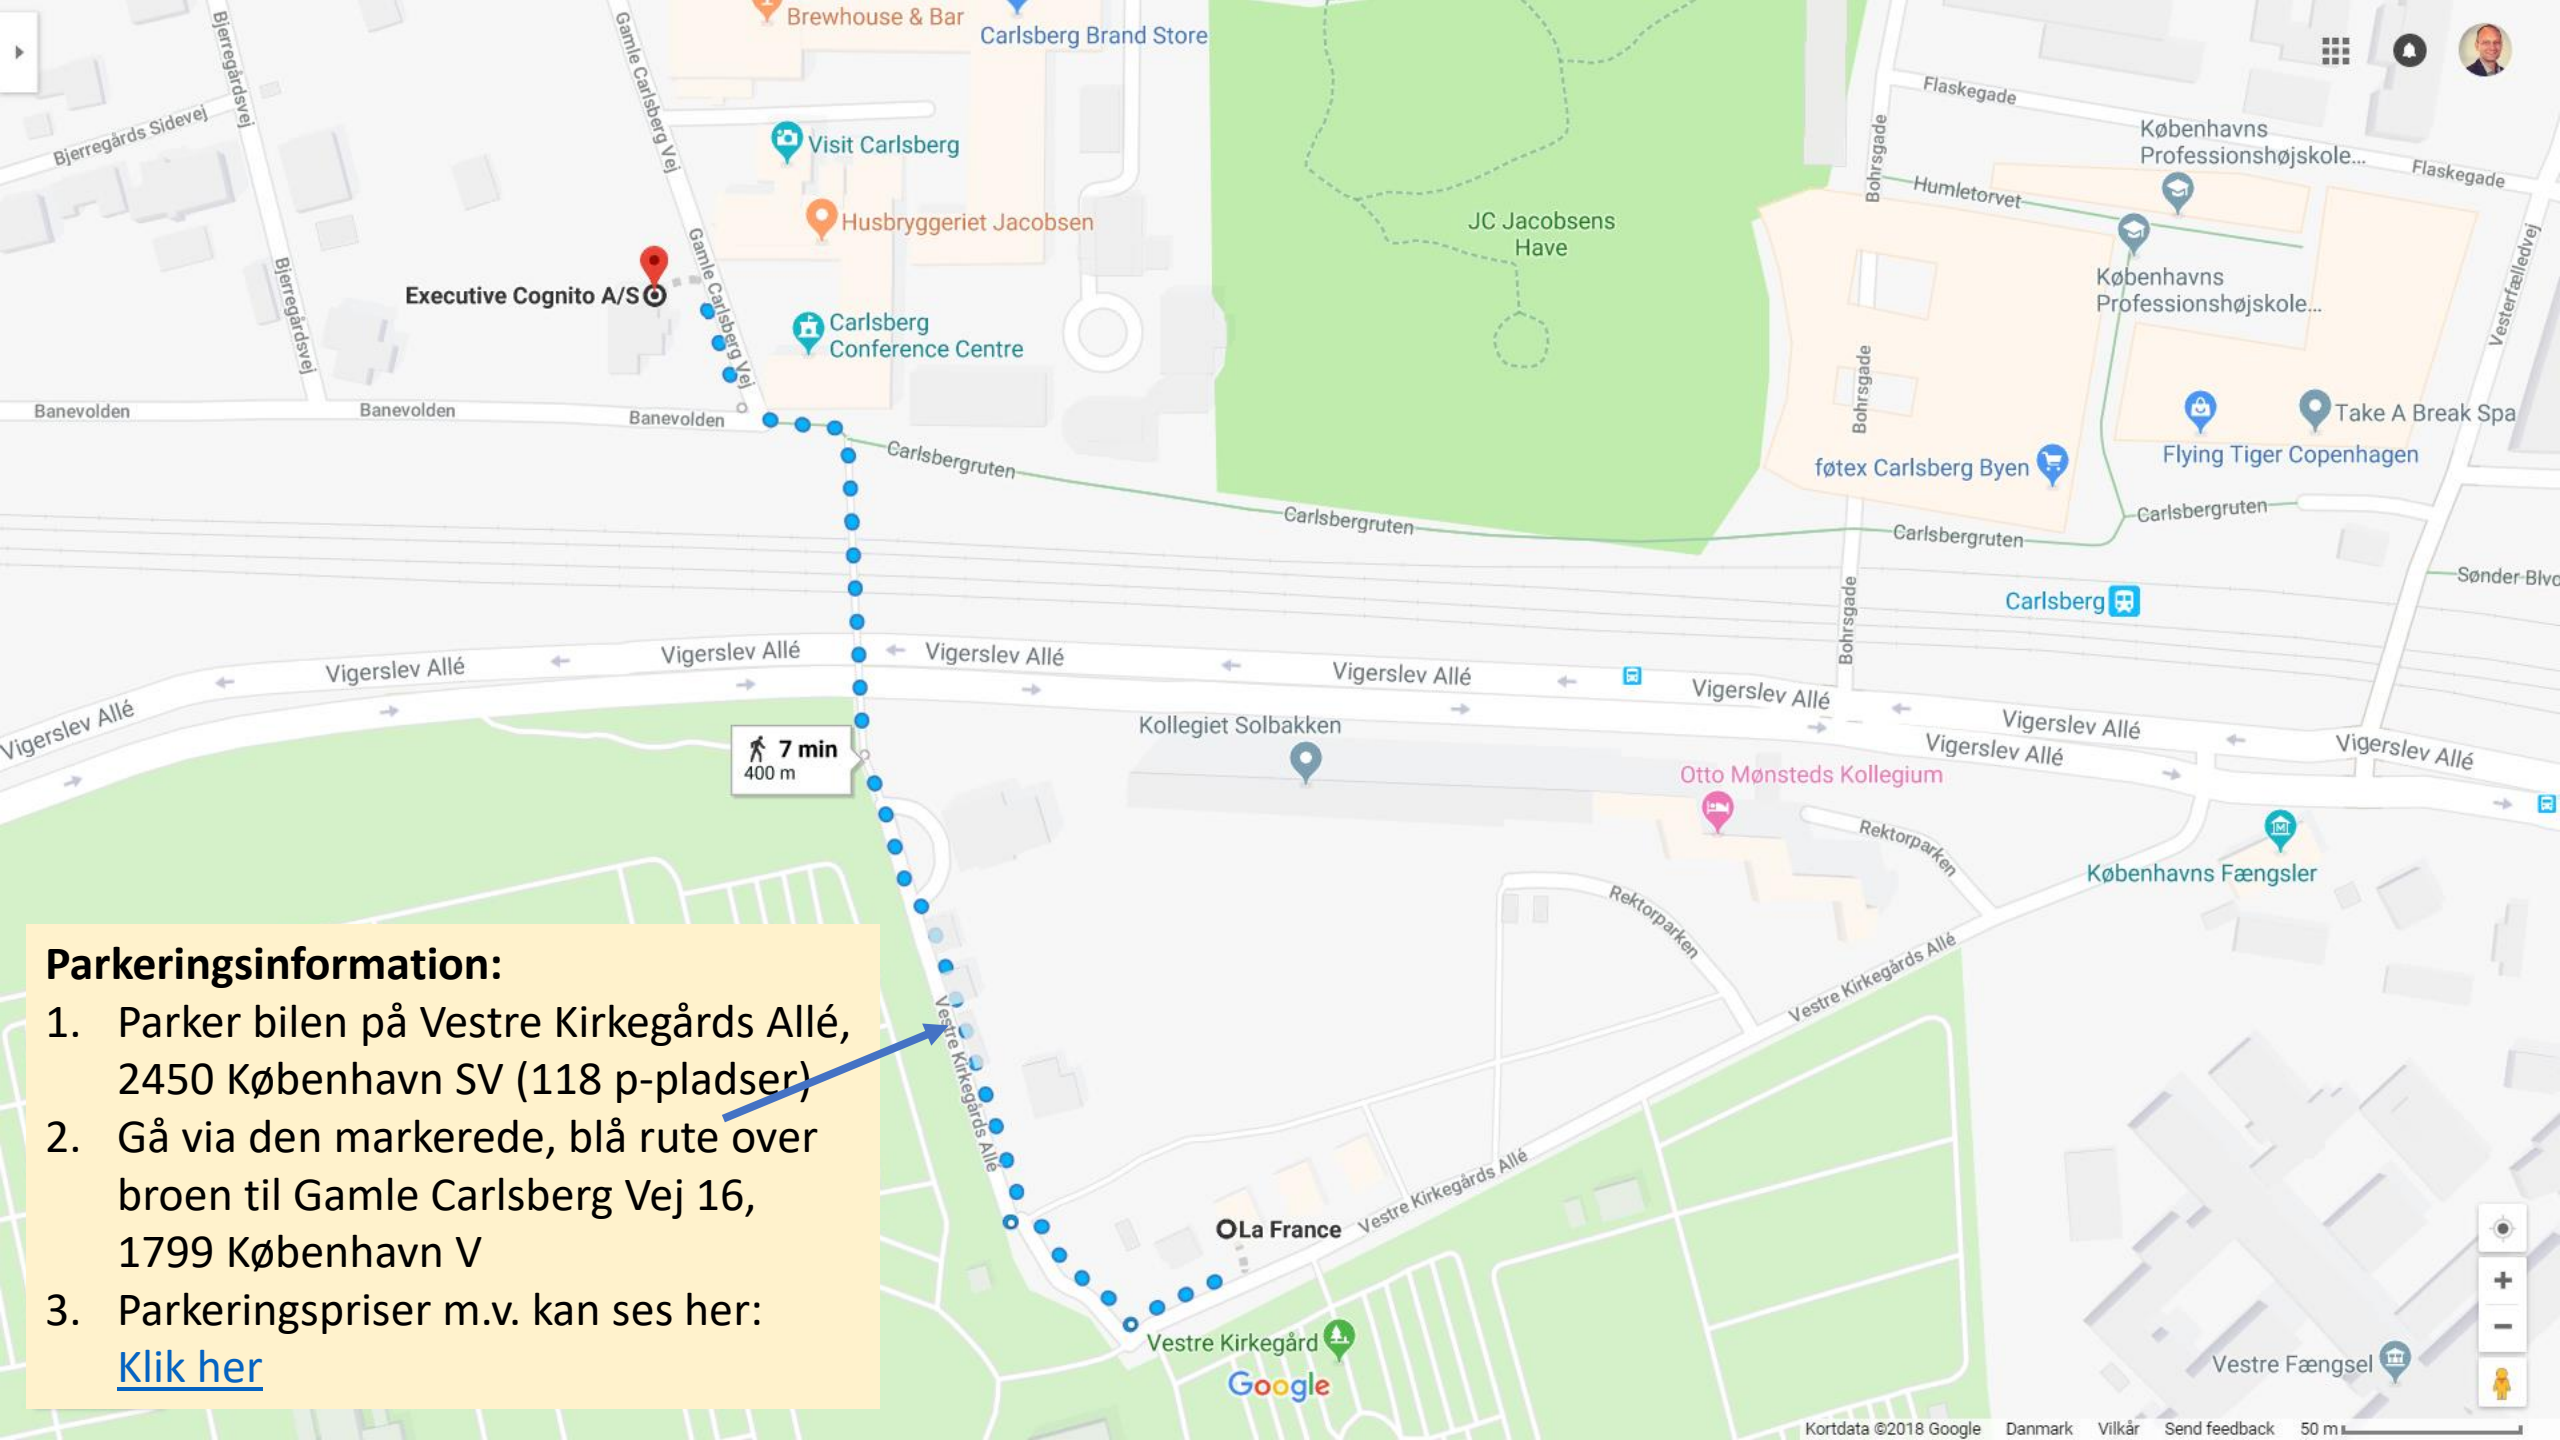 Brewhouse & Bar
Carlsberg Brand Store
Bjerregårdsvej
Gamle Carlsberg Vej
Flaskegade
Bjerregårds Sidevej
Visit Carlsberg
Bohrsgade
Københavns
Professionshøjskole...
Flaskegade
Humletorvet
Husbryggeriet Jacobsen
JC Jacobsens
Have
Gamle Carlsberg Vej
Bjerregårdsvej
Executive Cognito A/S
Københavns
Professionshøjskole...
Vesterfælledvej
Carlsberg
Conference Centre
Bohrsgade
Banevolden
Banevolden
Banevolden
Take A Break Spa
Carlsbergruten
føtex Carlsberg Byen
Flying Tiger Copenhagen
Carlsbergruten
Carlsbergruten
Carlsbergruten
Sønder Blvd
Carlsberg
Bohrsgade
Vigerslev Allé
Vigerslev Allé
Vigerslev Allé
Vigerslev Allé
Vigerslev Allé
Vigerslev Allé
Vigerslev Allé
Vigerslev Allé
Vigerslev Allé
Kollegiet Solbakken
7 min
400 m
Otto Mønsteds Kollegium
Rektorparken
Københavns Fængsler
Rektorparken
Vestre Kirkegårds Allé
Vestre Kirkegårds Allé
Vestre Kirkegårds Allé
La France
Vestre Kirkegård
Google
Vestre Fængsel
Parkeringsinformation:
1. Parker bilen på Vestre Kirkegårds Allé,
2450 København SV (118 p-pladser)
2. Gå via den markerede, blå rute over
broen til Gamle Carlsberg Vej 16,
1799 København V
3. Parkeringspriser m.v. kan ses her:
Klik her
Kortdata ©2018 Google Danmark Vilkår Send feedback 50 m